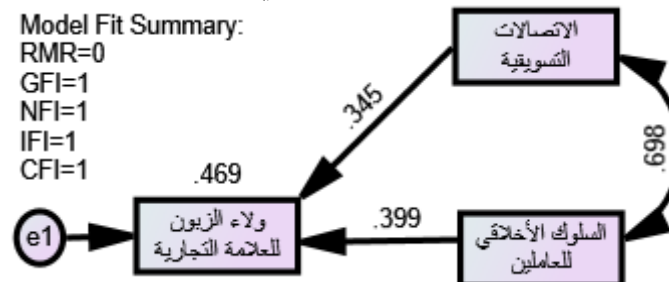 Model Fit Summary:
RMR=0
GFI=1
NFI=1
IFI=1
CFI=1
الاتصالات
التسويقية
.345
.698
.469
ولاء الزبون
للعلامة التجارية
e1
.399
السلوك الأخلاقي
للعاملين